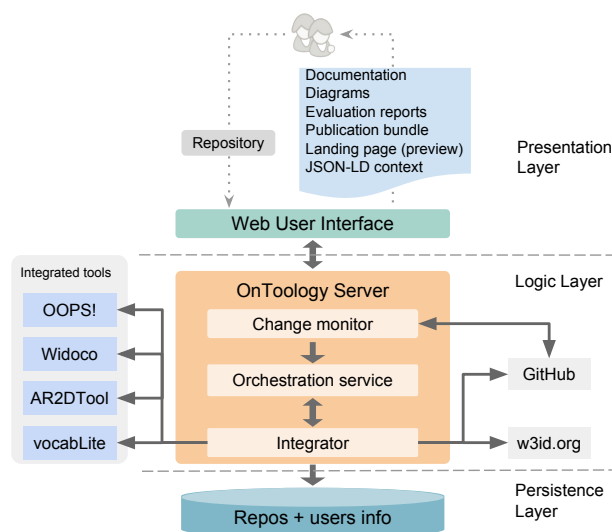 Documentation
Diagrams
Evaluation reports
Publication bundle
Landing page (preview)
JSON-LD context
Repository
Presentation
Layer
Web User Interface
Integrated tools
OOPS!
Widoco
AR2DTool
vocabLite
OnToology Server
Change monitor
Orchestration service
Integrator
Logic Layer
GitHub
w3id.org
Persistence
Layer
Repos + users info